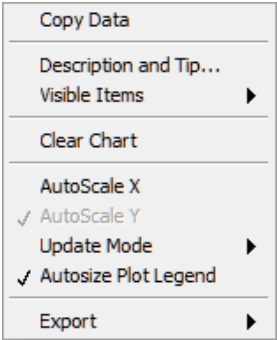 Copy Data
Description and Tip...
Visible Items
Clear Chart
AutoScale X
AutoScale Y
Update Mode
Autosize Plot Legend
Export